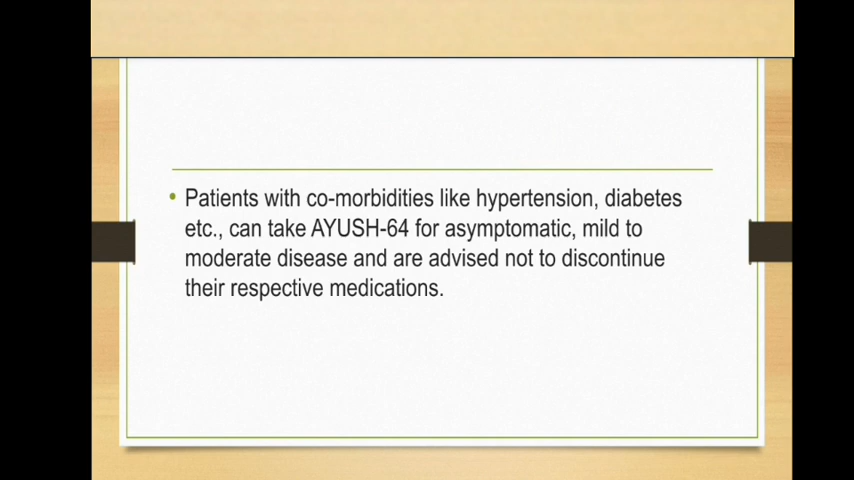 • Patients with co-morbidities like hypertension, diabetes
etc., can take AYUSH-64 for asymptomatic, mild to
moderate disease and are advised not to discontinue
their respective medications.